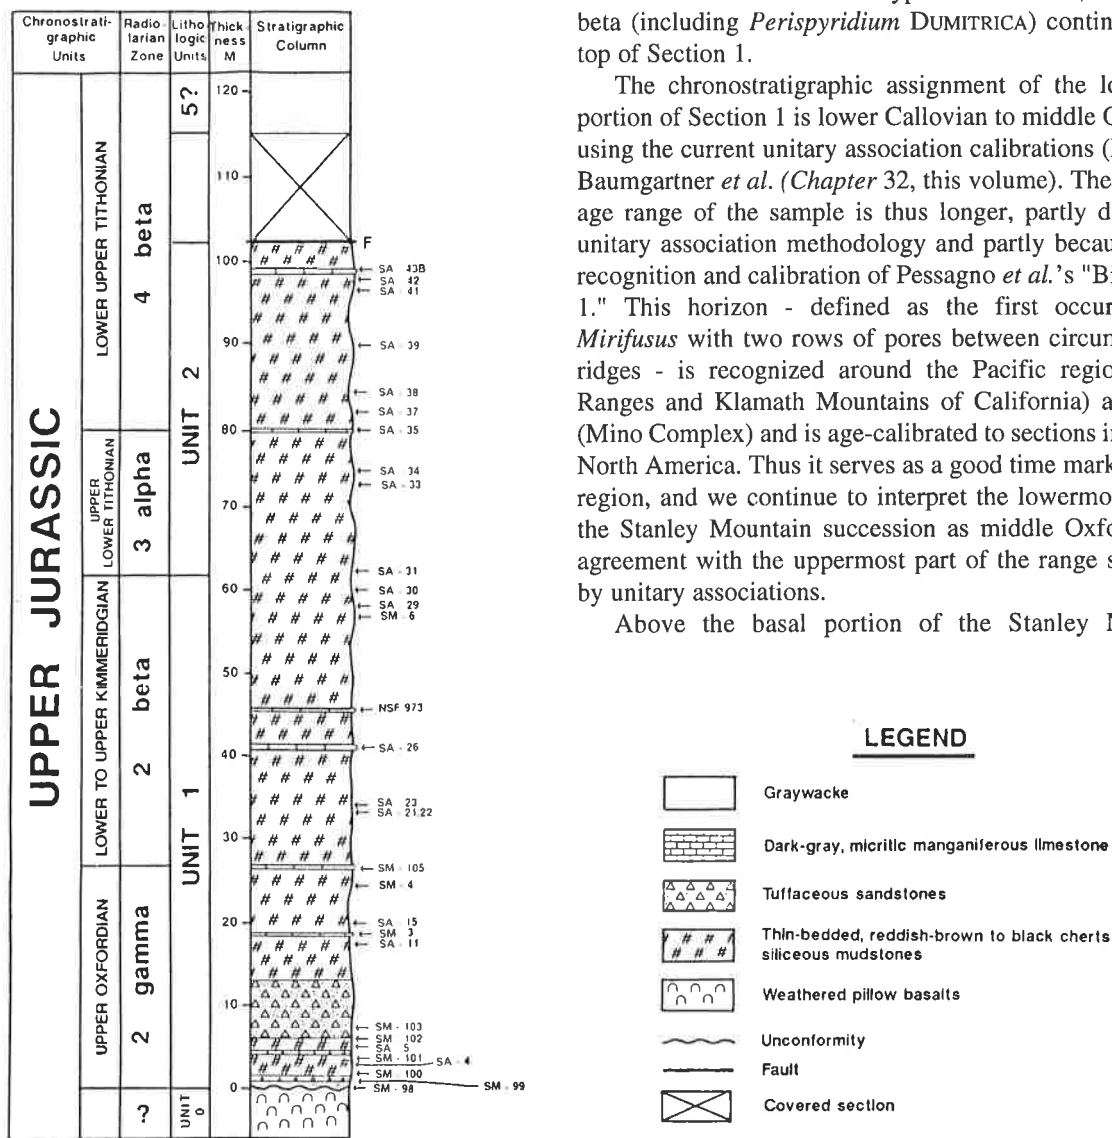 Chronostrati-
graphic
Units
Radio-
larian
Zone
Litho-
logic
Units
Thick-
ness
M
Stratigraphic
Column
UPPER JURASSIC
LOWER UPPER TITHONIAN
UPPER
LOWER TITHONIAN
LOWER TO UPPER KIMMERIDGIAN
UPPER OXFORDIAN
4 beta
3 alpha
2 beta
2 gamma
?
5?
UNIT 2
UNIT 1
UNIT
0
120
110
100
90
80
70
60
50
40
30
20
10
0
F
SA - 43B
SA - 42
SA - 41
SA - 39
SA - 38
SA - 37
SA - 35
SA - 34
SA - 33
SA - 31
SA - 30
SA - 29
SM - 6
NSF 973
SA - 26
SA - 23
SA - 21,22
SM - 105
SM - 4
SA - 15
SM - 3
SA - 11
SM - 103
SM - 102
SA - 5
SM - 101
SA - 4
SM - 100
SM - 99
SM - 98
beta (including Perispyridium DUMITRICA) contin
top of Section 1.
The chronostratigraphic assignment of the lo
portion of Section 1 is lower Callovian to middle
using the current unitary association calibrations
Baumgartner et al. (Chapter 32, this volume). The
age range of the sample is thus longer, partly d
unitary association methodology and partly becau
recognition and calibration of Pessagno et al.'s
1." This horizon - defined as the first occur
Mirifusus with two rows of pores between circum
ridges - is recognized around the Pacific regio
Ranges and Klamath Mountains of California) a
(Mino Complex) and is age-calibrated to sections in
North America. Thus it serves as a good time mark
region, and we continue to interpret the lowermo
the Stanley Mountain succession as middle Oxfo
agreement with the uppermost part of the range s
by unitary associations.
Above the basal portion of the Stanley M
LEGEND
Graywacke
Dark-gray, micritic manganiferous limestone
Tuffaceous sandstones
Thin-bedded, reddish-brown to black cherts
siliceous mudstones
Weathered pillow basalts
Unconformity
Fault
Covered section